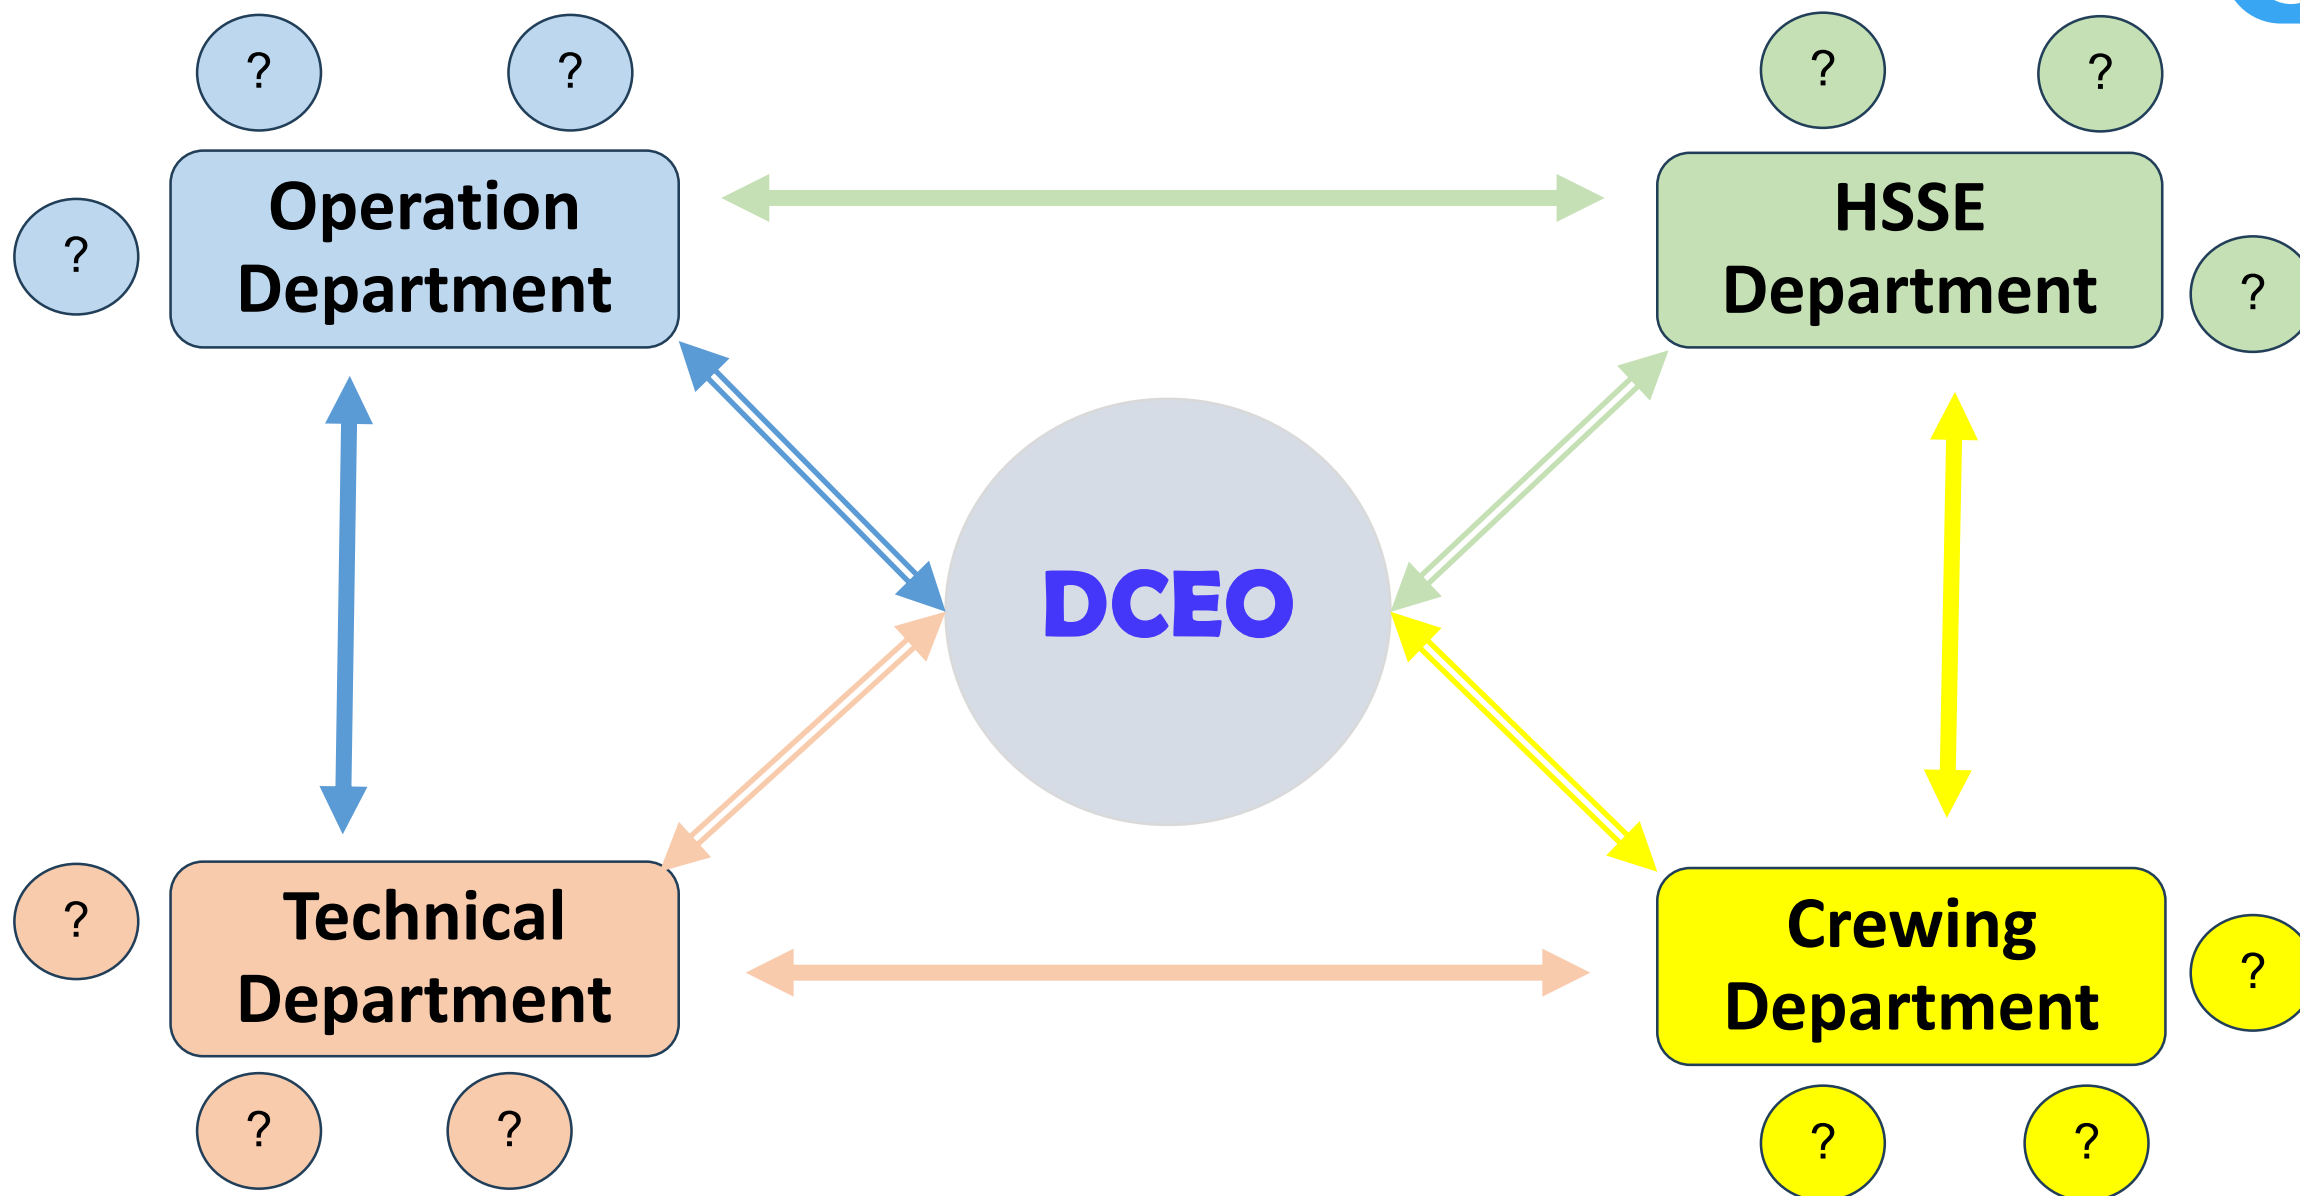 ?
?
?
?
Operation
Department
HSSE
Department
?
?
DCEO
Technical
Department
Crewing
Department
?
?
?
?
?
?